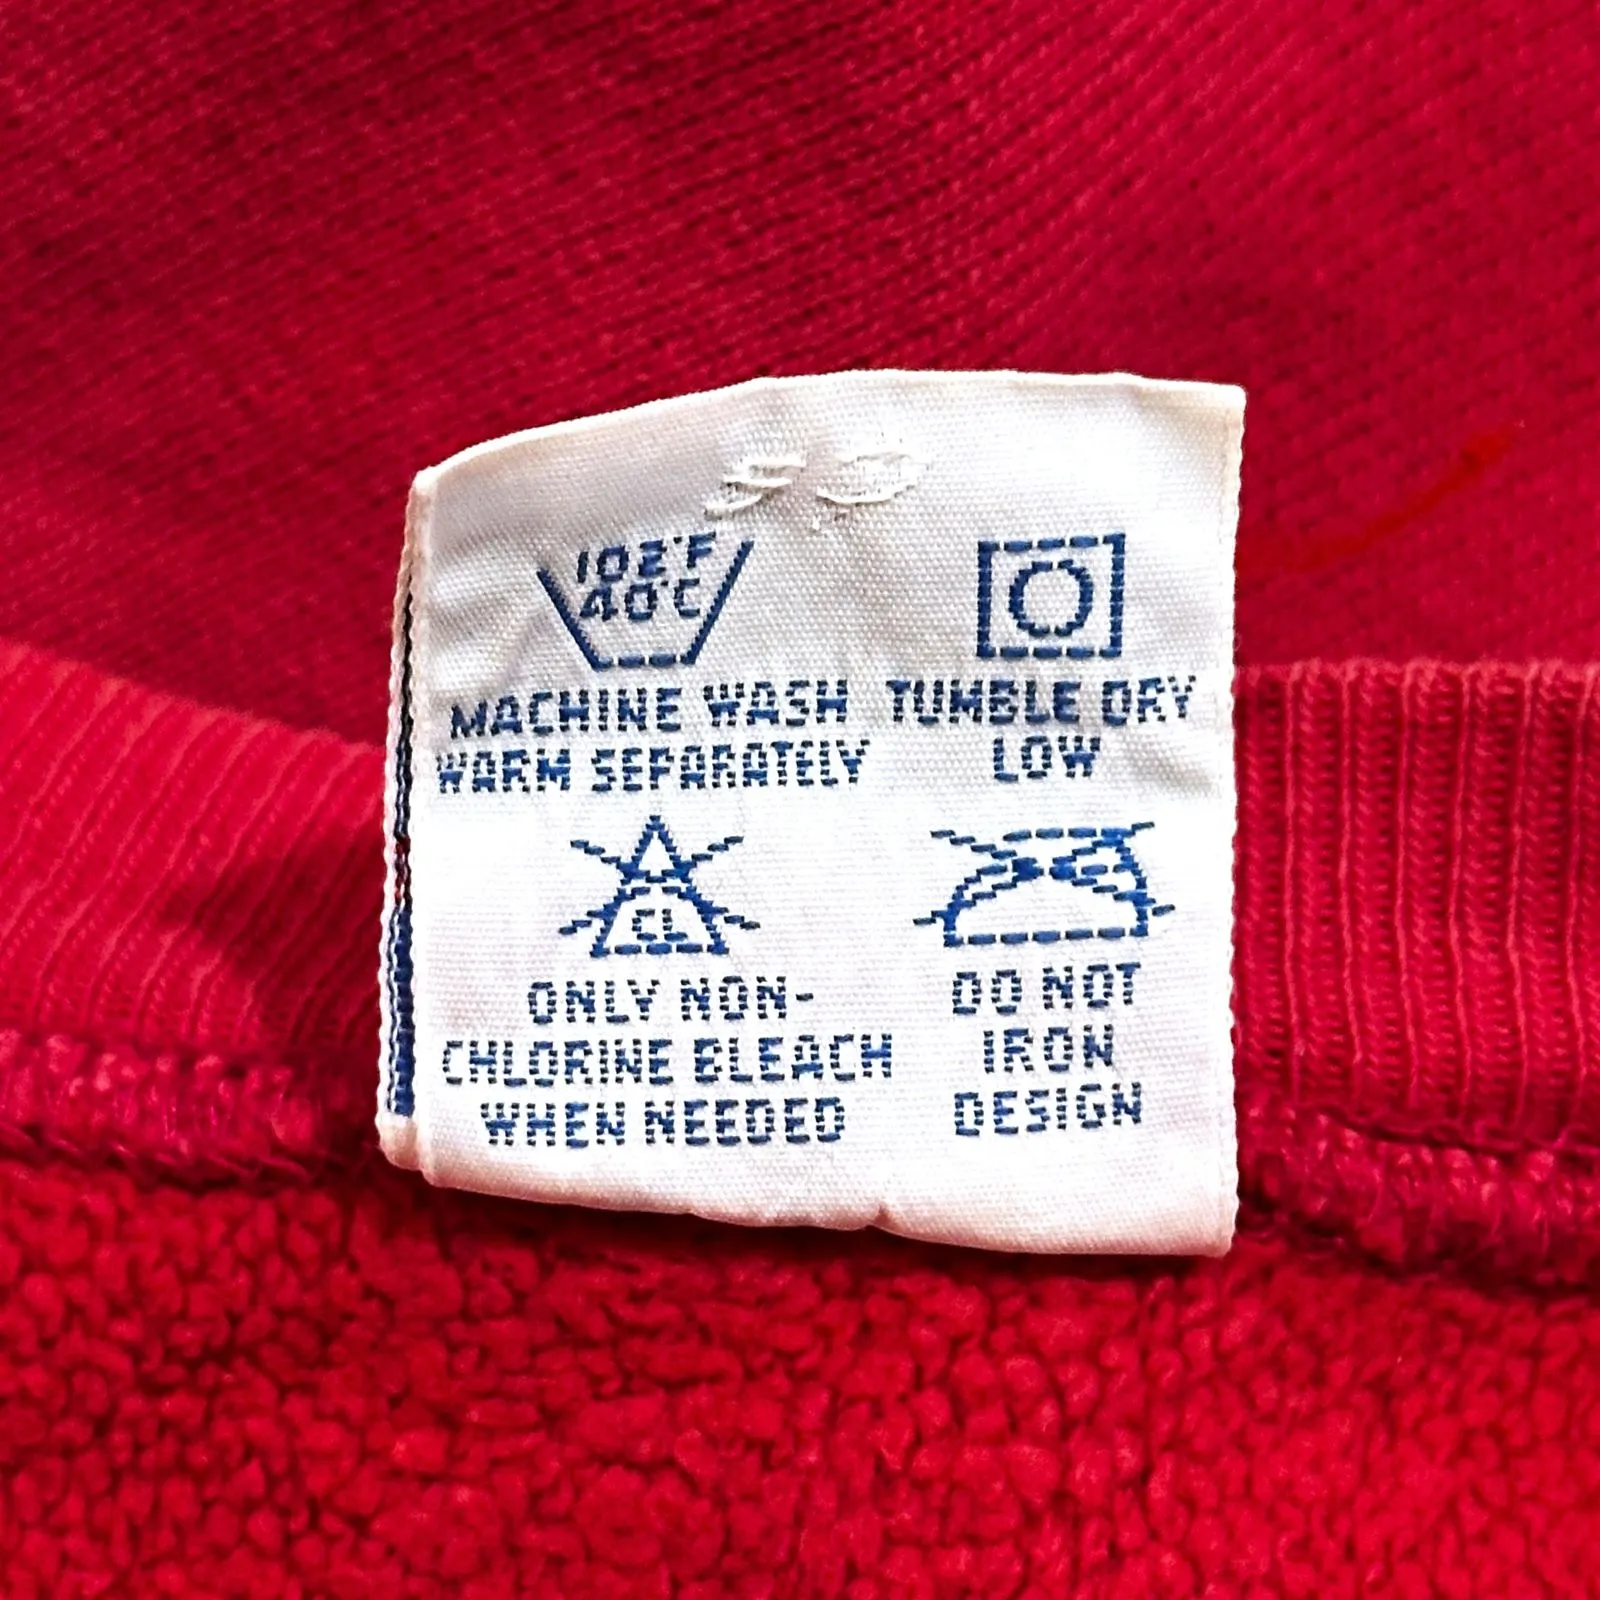 102°F
40°C
MACHINE WASH
WARM SEPARATELY
TUMBLE DRY
LOW
CL
ONLY NON-
CHLORINE BLEACH
WHEN NEEDED
DO NOT
IRON
DESIGN